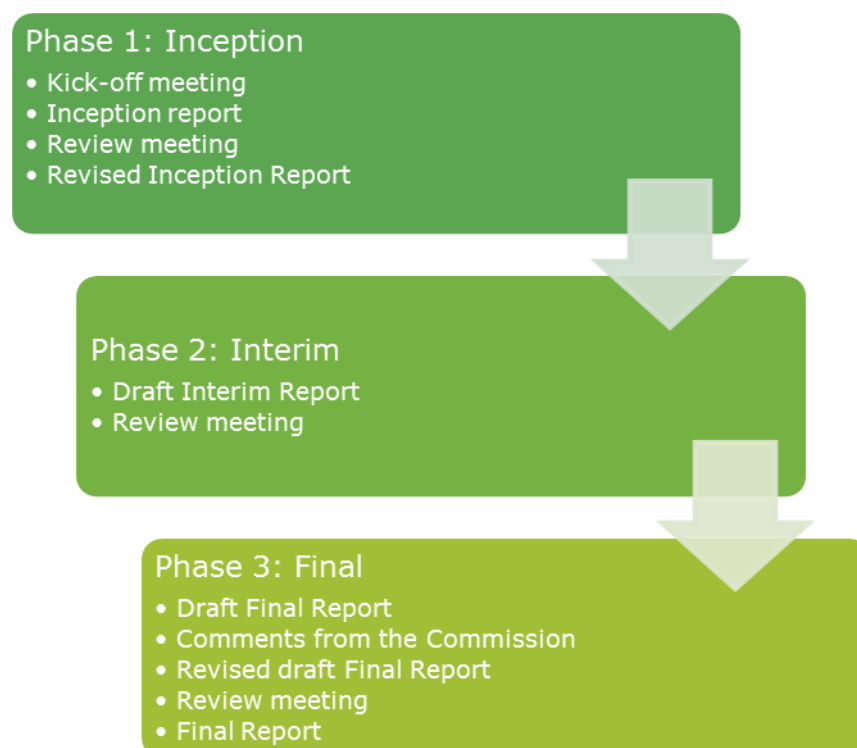 Phase 1: Inception
• Kick-off meeting
• Inception report
• Review meeting
• Revised Inception Report
Phase 2: Interim
• Draft Interim Report
• Review meeting
Phase 3: Final
• Draft Final Report
• Comments from the Commission
• Revised draft Final Report
• Review meeting
• Final Report